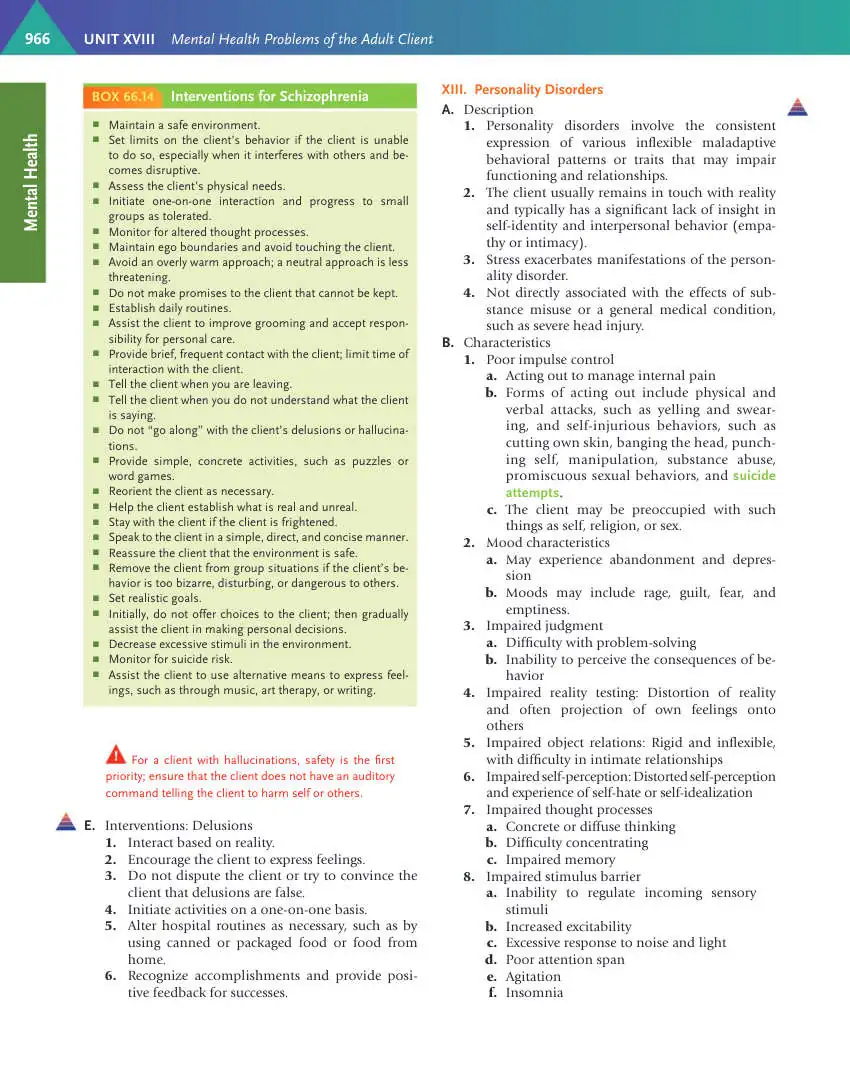 966
UNIT XVIII Mental Health Problems of the Adult Client
Mental Health
BOX 66.14 Interventions for Schizophrenia
■ Maintain a safe environment.
■ Set limits on the client's behavior if the client is unable
to do so, especially when it interferes with others and be-
comes disruptive.
■ Assess the client's physical needs.
■ Initiate one-on-one interaction and progress to small
groups as tolerated.
■ Monitor for altered thought processes.
■ Maintain ego boundaries and avoid touching the client.
■ Avoid an overly warm approach; a neutral approach is less
threatening.
■ Do not make promises to the client that cannot be kept.
■ Establish daily routines.
■ Assist the client to improve grooming and accept respon-
sibility for personal care.
■ Provide brief, frequent contact with the client; limit time of
interaction with the client.
■ Tell the client when you are leaving.
■ Tell the client when you do not understand what the client
is saying.
■ Do not “go along” with the client's delusions or hallucina-
tions.
■ Provide simple, concrete activities, such as puzzles or
word games.
■ Reorient the client as necessary.
■ Help the client establish what is real and unreal.
■ Stay with the client if the client is frightened.
■ Speak to the client in a simple, direct, and concise manner.
■ Reassure the client that the environment is safe.
■ Remove the client from group situations if the client's be-
havior is too bizarre, disturbing, or dangerous to others.
■ Set realistic goals.
■ Initially, do not offer choices to the client; then gradually
assist the client in making personal decisions.
■ Decrease excessive stimuli in the environment.
■ Monitor for suicide risk.
■ Assist the client to use alternative means to express feel-
ings, such as through music, art therapy, or writing.
For a client with hallucinations, safety is the first
priority; ensure that the client does not have an auditory
command telling the client to harm self or others.
E. Interventions: Delusions
1. Interact based on reality.
2. Encourage the client to express feelings.
3. Do not dispute the client or try to convince the
client that delusions are false.
4. Initiate activities on a one-on-one basis.
5. Alter hospital routines as necessary, such as by
using canned or packaged food or food from
home.
6. Recognize accomplishments and provide posi-
tive feedback for successes.
XIII. Personality Disorders
A. Description
1. Personality disorders involve the consistent
expression of various inflexible maladaptive
behavioral patterns or traits that may impair
functioning and relationships.
2. The client usually remains in touch with reality
and typically has a significant lack of insight in
self-identity and interpersonal behavior (empa-
thy or intimacy).
3. Stress exacerbates manifestations of the person-
ality disorder.
4. Not directly associated with the effects of sub-
stance misuse or a general medical condition,
such as severe head injury.
B. Characteristics
1. Poor impulse control
a. Acting out to manage internal pain
b. Forms of acting out include physical and
verbal attacks, such as yelling and swear-
ing, and self-injurious behaviors, such as
cutting own skin, banging the head, punch-
ing self, manipulation, substance abuse,
promiscuous sexual behaviors, and suicide
attempts.
c. The client may be preoccupied with such
things as self, religion, or sex.
2. Mood characteristics
a. May experience abandonment and depres-
sion
b. Moods may include rage, guilt, fear, and
emptiness.
3. Impaired judgment
a. Difficulty with problem-solving
b. Inability to perceive the consequences of be-
havior
4. Impaired reality testing: Distortion of reality
and often projection of own feelings onto
others
5. Impaired object relations: Rigid and inflexible,
with difficulty in intimate relationships
6. Impaired self-perception: Distorted self-perception
and experience of self-hate or self-idealization
7. Impaired thought processes
a. Concrete or diffuse thinking
b. Difficulty concentrating
c. Impaired memory
8. Impaired stimulus barrier
a. Inability to regulate incoming sensory
stimuli
b. Increased excitability
c. Excessive response to noise and light
d. Poor attention span
e. Agitation
f. Insomnia